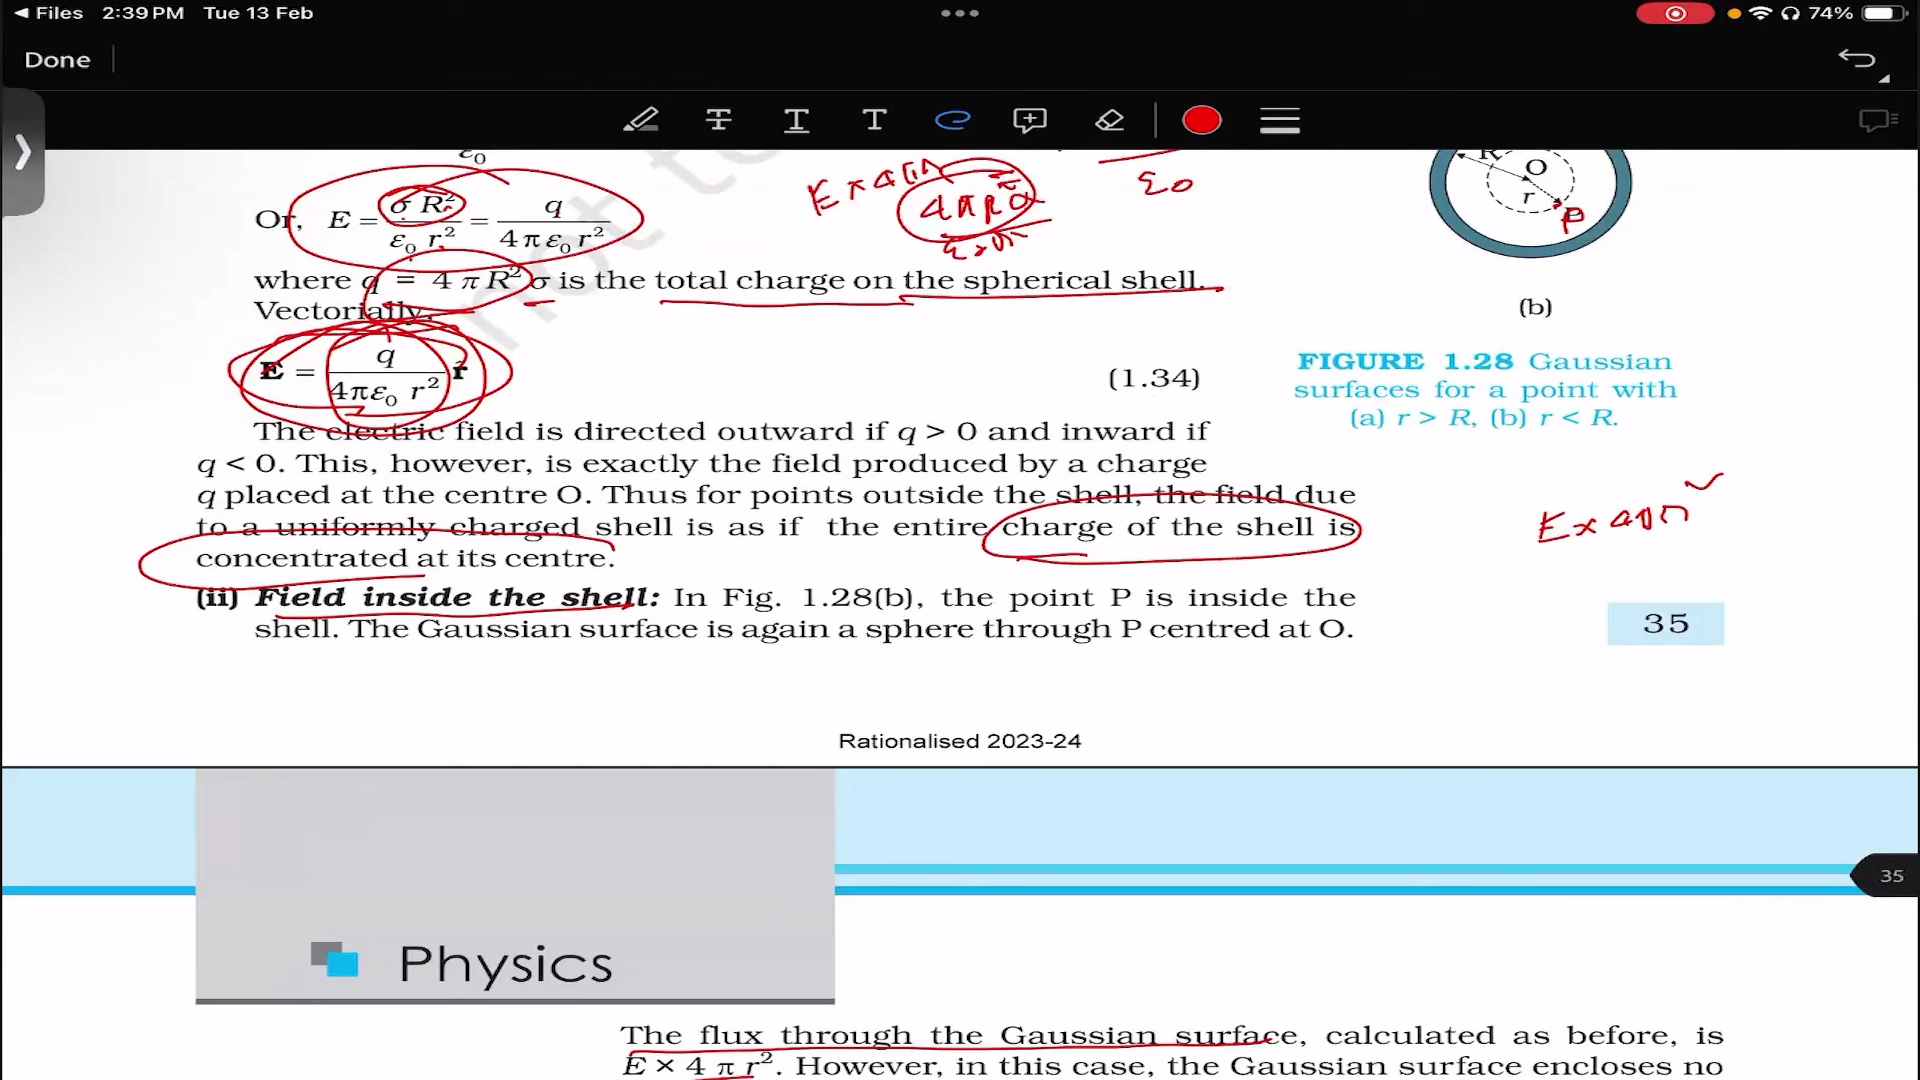 Files 2:39 PM Tue 13 Feb
74%
Done
T T T
ε0
Or, E = σ R² / ε0 r² = q / 4 π ε0 r²
E × 4πr²
4πR²σ
ε0
where q = 4 π R² σ is the total charge on the spherical shell.
Vectorially,
E = q / 4πε0 r² r̂ (1.34)
R
O
r
P
(b)
FIGURE 1.28 Gaussian
surfaces for a point with
(a) r > R, (b) r < R.
The electric field is directed outward if q > 0 and inward if
q < 0. This, however, is exactly the field produced by a charge
q placed at the centre O. Thus for points outside the shell, the field due
to a uniformly charged shell is as if the entire charge of the shell is
concentrated at its centre.
E × 4πr²
(ii) Field inside the shell: In Fig. 1.28(b), the point P is inside the
shell. The Gaussian surface is again a sphere through P centred at O.
35
Rationalised 2023-24
35
Physics
The flux through the Gaussian surface, calculated as before, is
E × 4 π r². However, in this case, the Gaussian surface encloses no